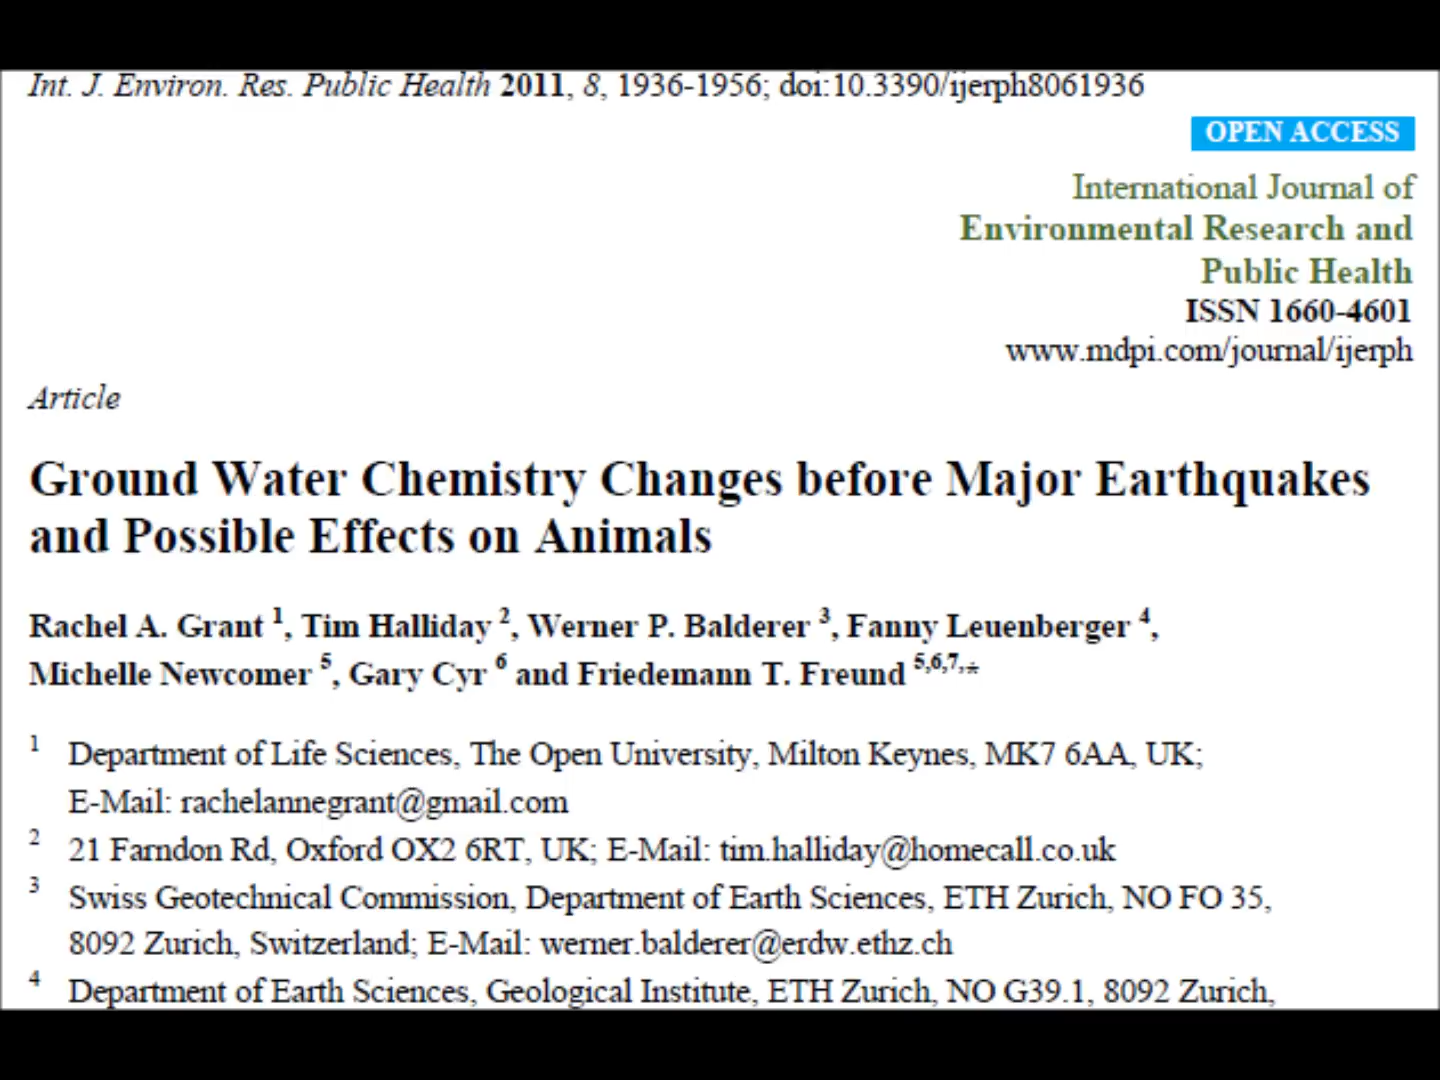 Int. J. Environ. Res. Public Health 2011, 8, 1936-1956; doi:10.3390/ijerph8061936
OPEN ACCESS
International Journal of
Environmental Research and
Public Health
ISSN 1660-4601
www.mdpi.com/journal/ijerph
Article
Ground Water Chemistry Changes before Major Earthquakes
and Possible Effects on Animals
Rachel A. Grant 1, Tim Halliday 2, Werner P. Balderer 3, Fanny Leuenberger 4,
Michelle Newcomer 5, Gary Cyr 6 and Friedemann T. Freund 5,6,7,*
1 Department of Life Sciences, The Open University, Milton Keynes, MK7 6AA, UK;
E-Mail: rachelannegrant@gmail.com
2 21 Farndon Rd, Oxford OX2 6RT, UK; E-Mail: tim.halliday@homecall.co.uk
3 Swiss Geotechnical Commission, Department of Earth Sciences, ETH Zurich, NO FO 35,
8092 Zurich, Switzerland; E-Mail: werner.balderer@erdw.ethz.ch
4 Department of Earth Sciences, Geological Institute, ETH Zurich, NO G39.1, 8092 Zurich,